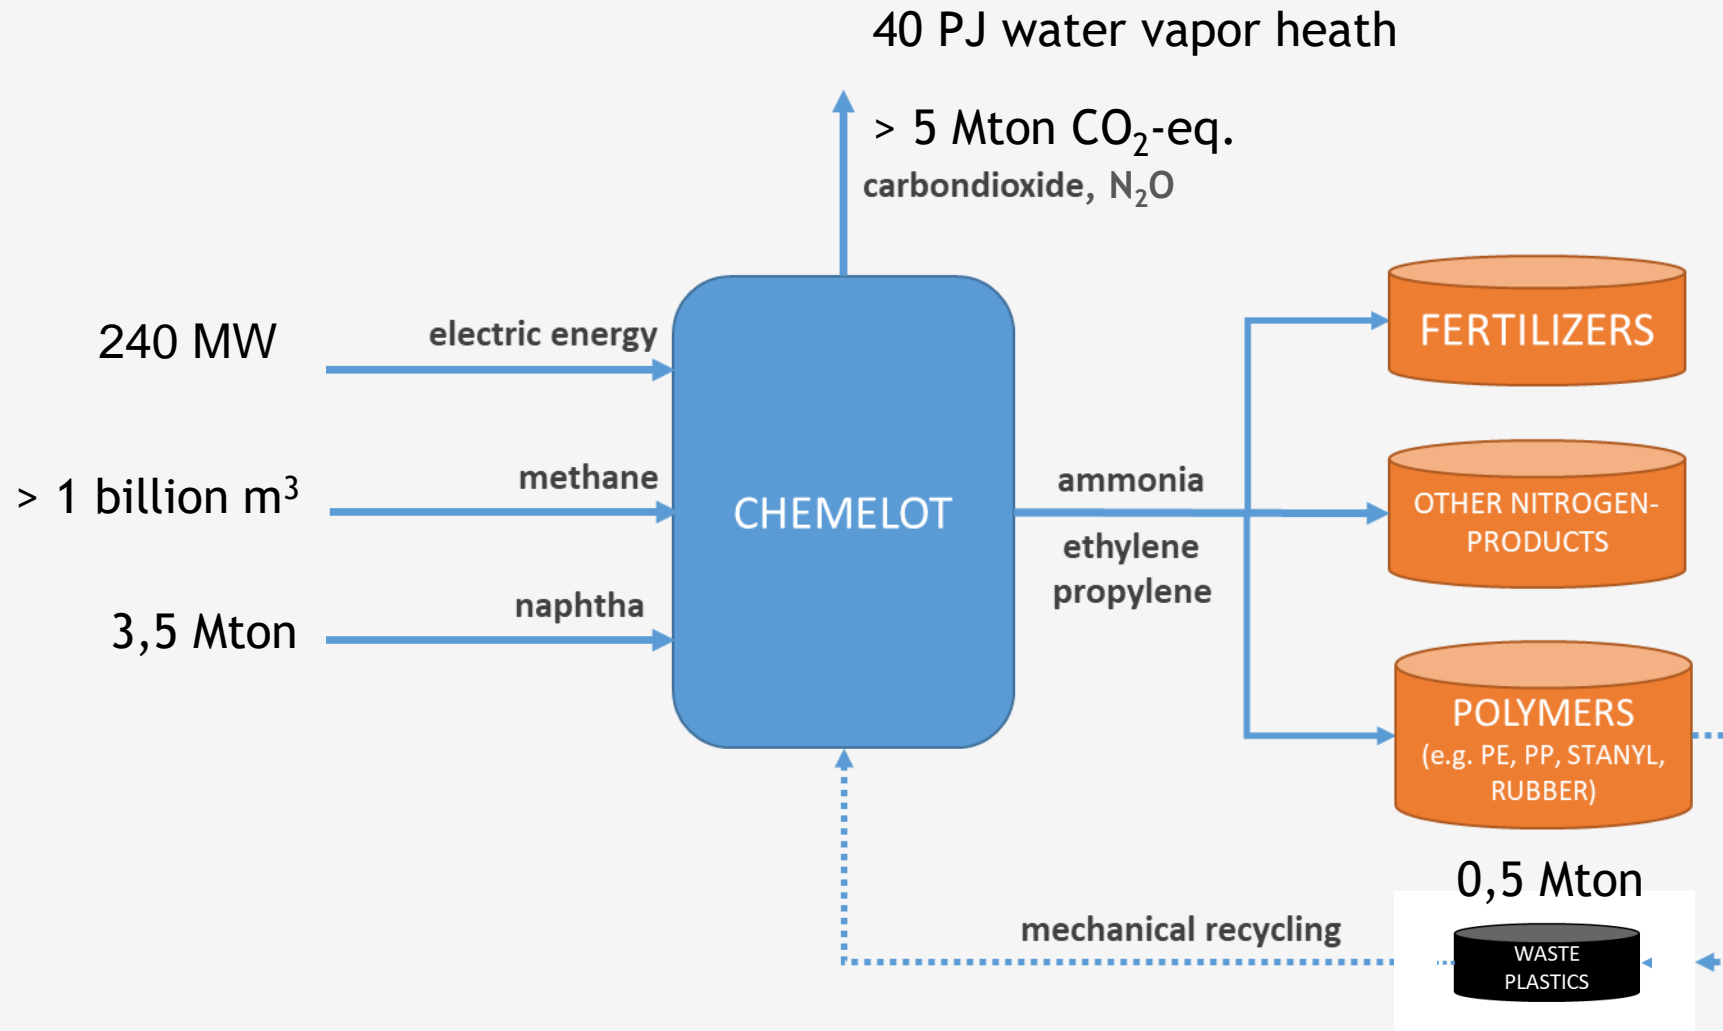 40 PJ water vapor heath
> 5 Mton CO₂-eq.
carbondioxide, N₂O
240 MW
electric energy
> 1 billion m³
methane
3,5 Mton
naphtha
CHEMELOT
ammonia
ethylene
propylene
FERTILIZERS
OTHER NITROGEN-
PRODUCTS
POLYMERS
(e.g. PE, PP, STANYL,
RUBBER)
0,5 Mton
mechanical recycling
WASTE
PLASTICS